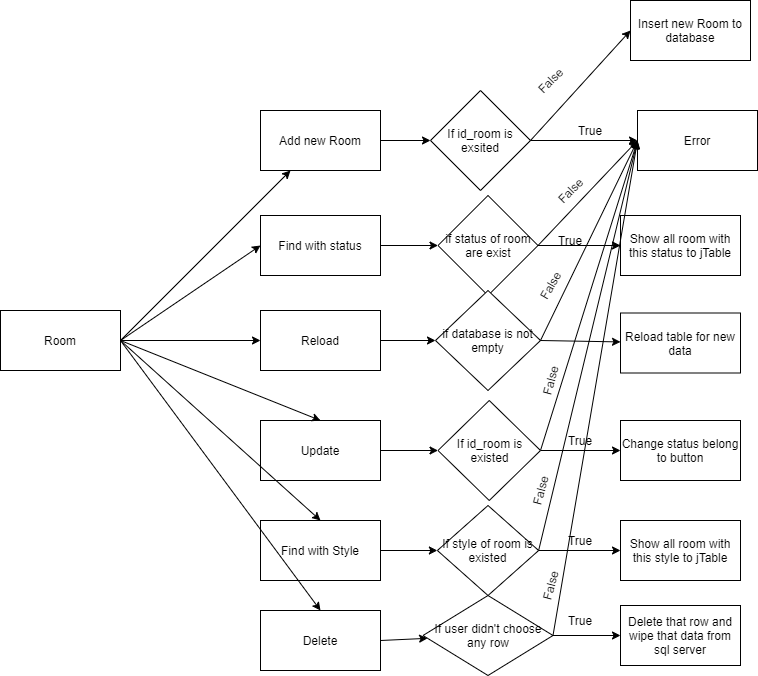 Insert new Room to
database
False
Add new Room
If id_room is
exsited
True
Error
False
Find with status
if status of room
are exist
True
Show all room with
this status to jTable
False
Room
Reload
if database is not
empty
Reload table for new
data
False
Update
If id_room is
existed
True
Change status belong
to button
False
Find with Style
If style of room is
existed
True
Show all room with
this style to jTable
False
Delete
If user didn't choose
any row
True
Delete that row and
wipe that data from
sql server